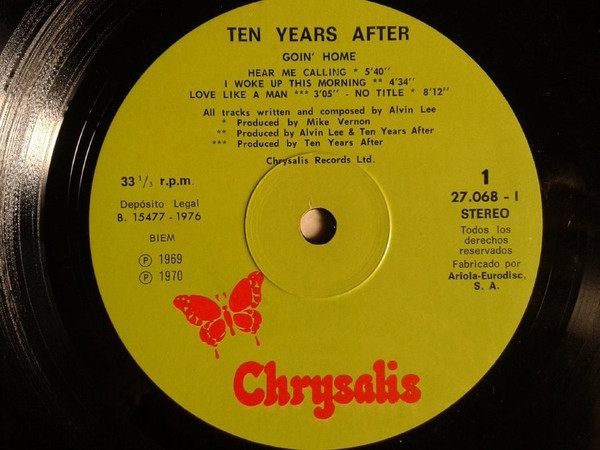 TEN YEARS AFTER
GOIN' HOME
HEAR ME CALLING * 5'40"
I WOKE UP THIS MORNING ** 4'34"
LOVE LIKE A MAN *** 3'05" - NO TITLE * 8'12"
All tracks written and composed by Alvin Lee
* Produced by Mike Vernon
** Produced by Alvin Lee & Ten Years After
*** Produced by Ten Years After
Chrysalis Records Ltd.
33 1/3 r.p.m.
Depósito Legal
B. 15477 - 1976
BIEM
℗ 1969
℗ 1970
1
27.068 - I
STEREO
Todos los
derechos
reservados
Fabricado por
Ariola-Eurodisc,
S. A.
Chrysalis